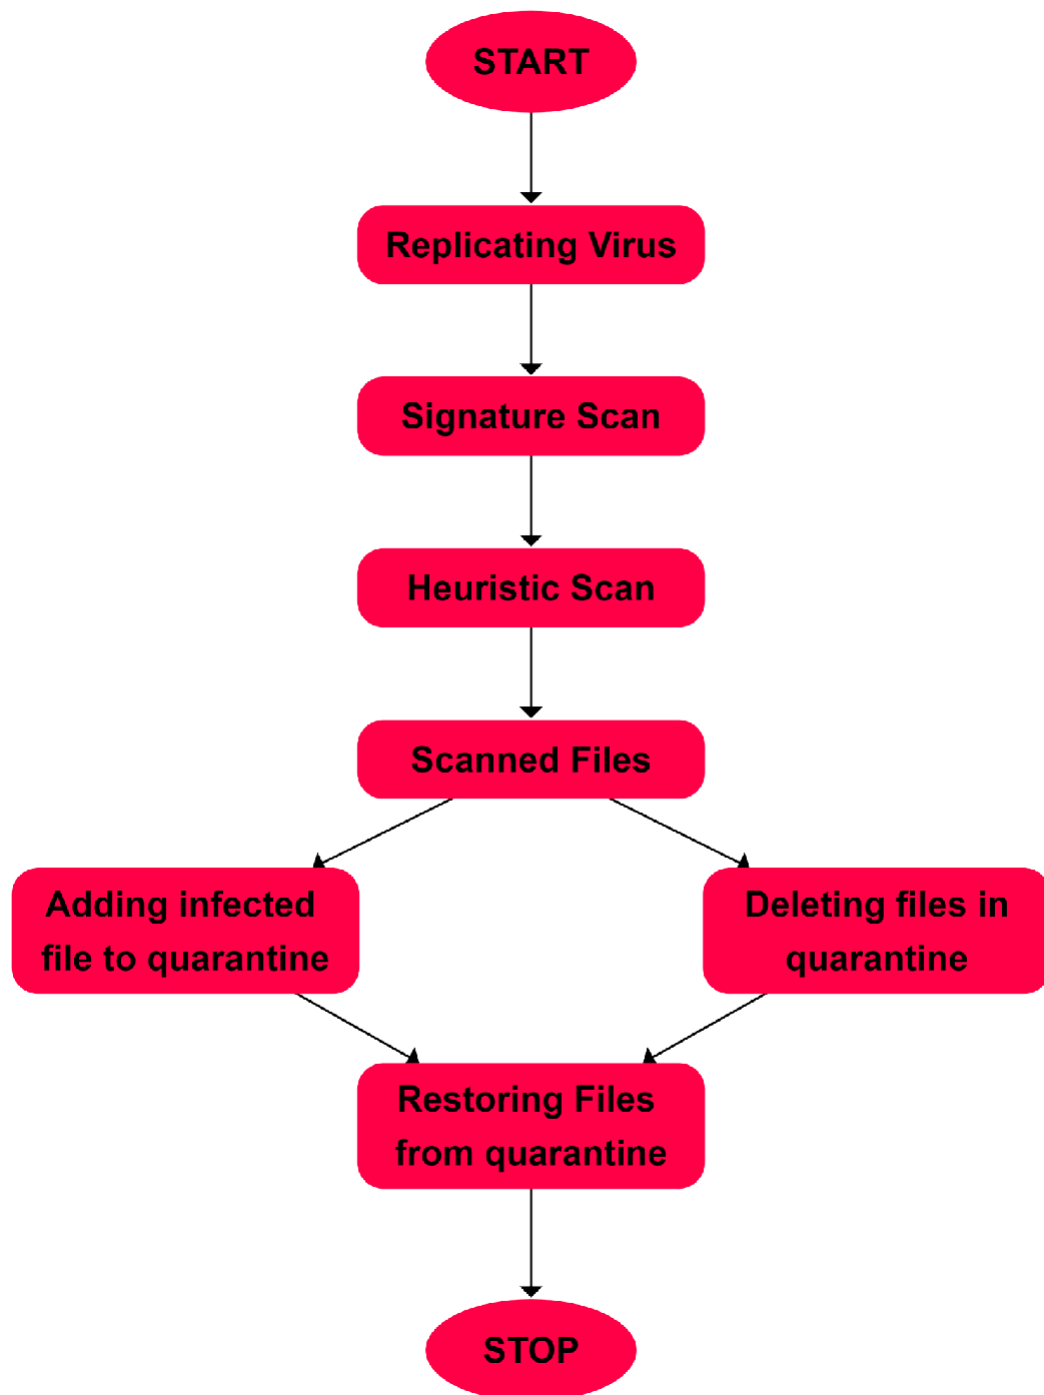 START
Replicating Virus
Signature Scan
Heuristic Scan
Scanned Files
Adding infected
file to quarantine
Deleting files in
quarantine
Restoring Files
from quarantine
STOP